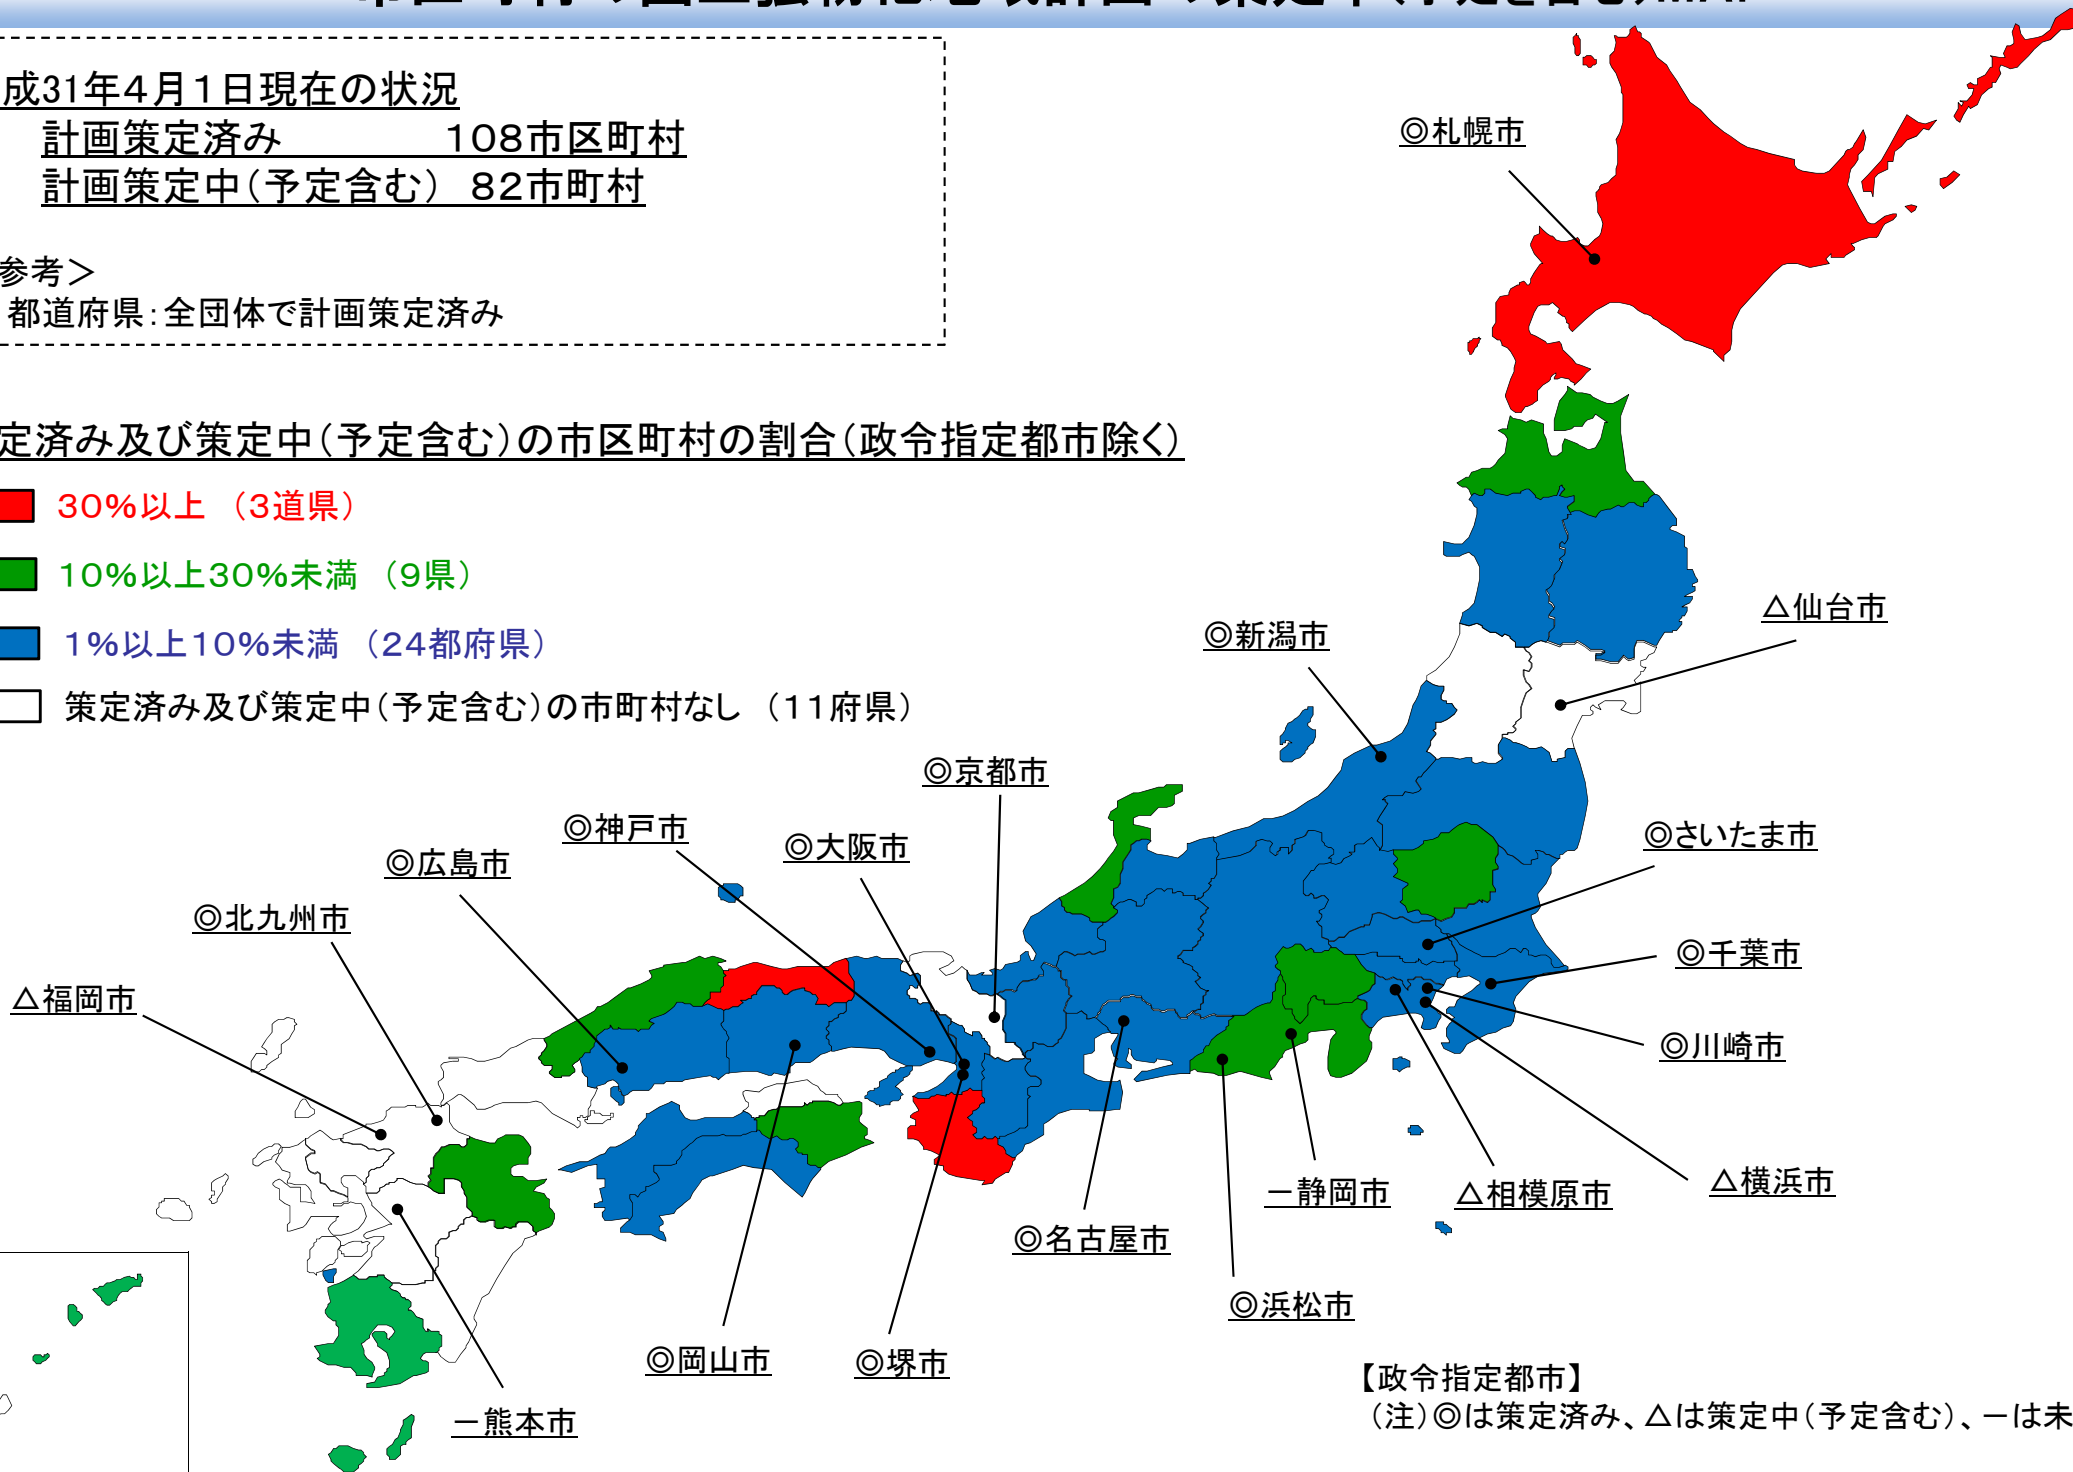 成31年4月1日現在の状況
計画策定済み 108市区町村
計画策定中(予定含む) 82市町村
参考＞
都道府県:全団体で計画策定済み
定済み及び策定中(予定含む)の市区町村の割合(政令指定都市除く)
30%以上 (3道県)
10%以上30%未満 (9県)
1%以上10%未満 (24都府県)
策定済み及び策定中(予定含む)の市町村なし (11府県)
◎札幌市
△仙台市
◎新潟市
◎京都市
◎神戸市
◎大阪市
◎さいたま市
◎広島市
◎北九州市
◎千葉市
△福岡市
◎川崎市
△横浜市
△相模原市
－静岡市
◎名古屋市
◎浜松市
◎岡山市
◎堺市
－熊本市
【政令指定都市】
(注)◎は策定済み、△は策定中(予定含む)、－は未